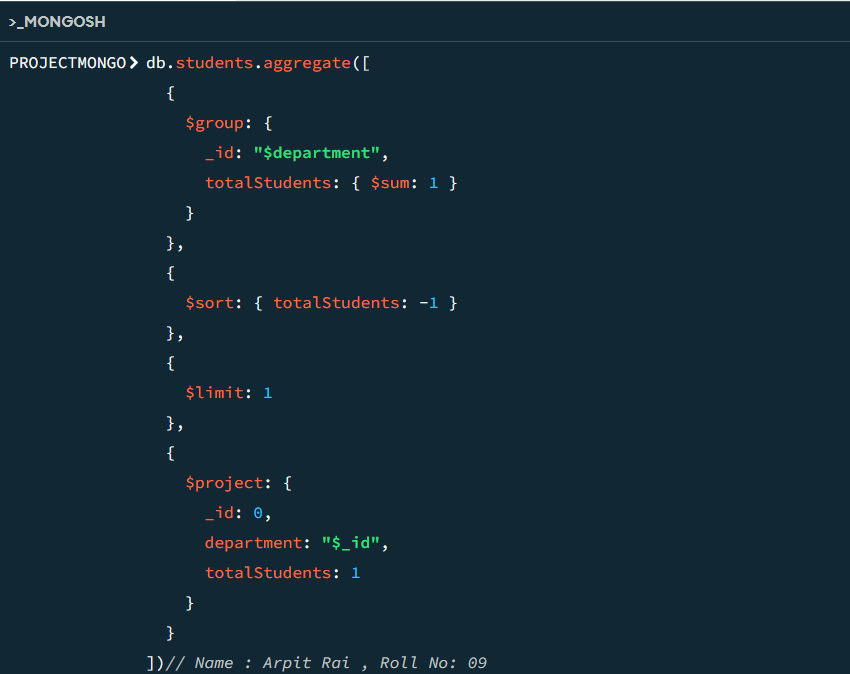 >_MONGOSH
PROJECTMONGO> db.students.aggregate([
{
$group: {
_id: "$department",
totalStudents: { $sum: 1 }
}
},
{
$sort: { totalStudents: -1 }
},
{
$limit: 1
},
{
$project: {
_id: 0,
department: "$_id",
totalStudents: 1
}
}
])// Name : Arpit Rai , Roll No: 09